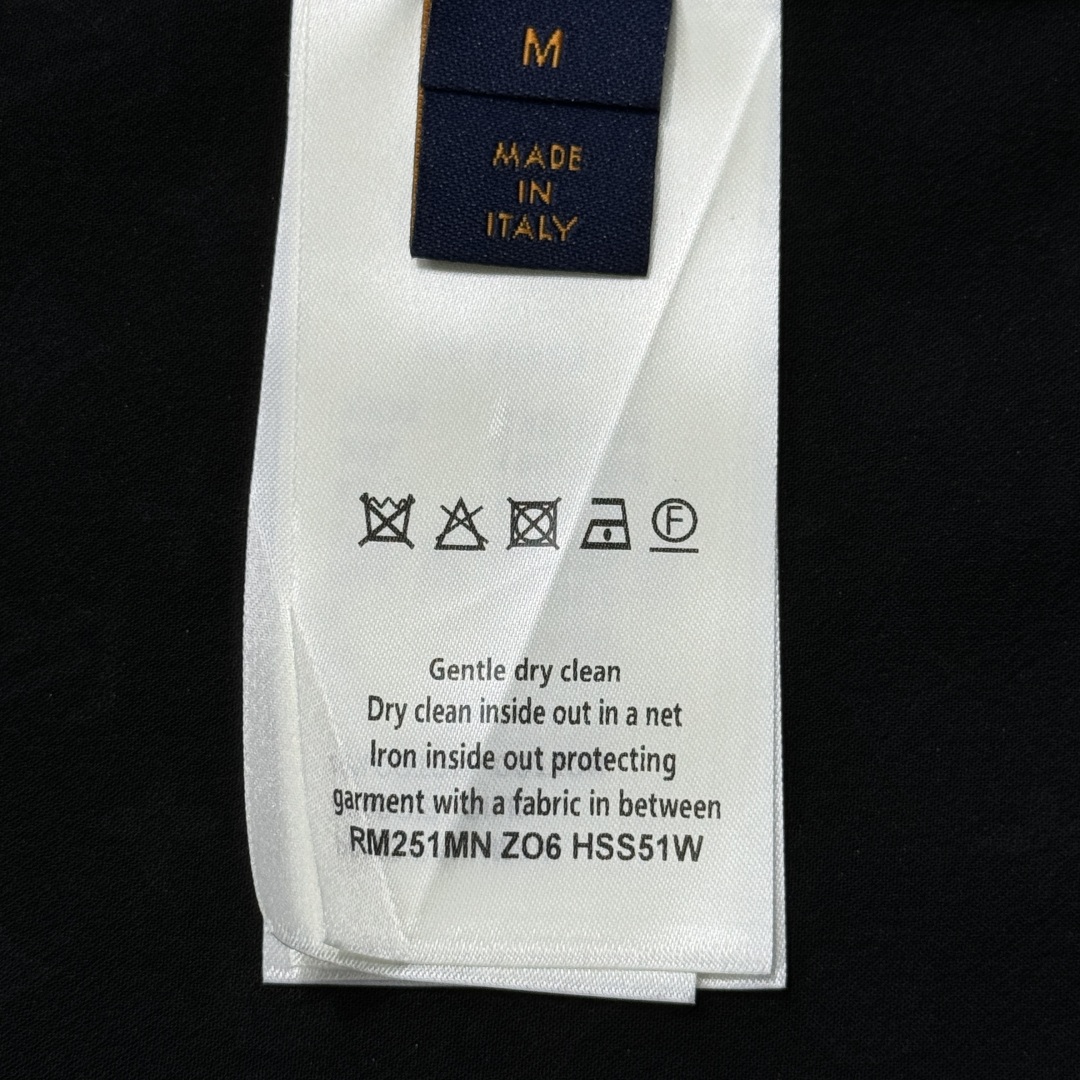 M
MADE
IN
ITALY
F
Gentle dry clean
Dry clean inside out in a net
Iron inside out protecting
garment with a fabric in between
RM251MN ZO6 HSS51W